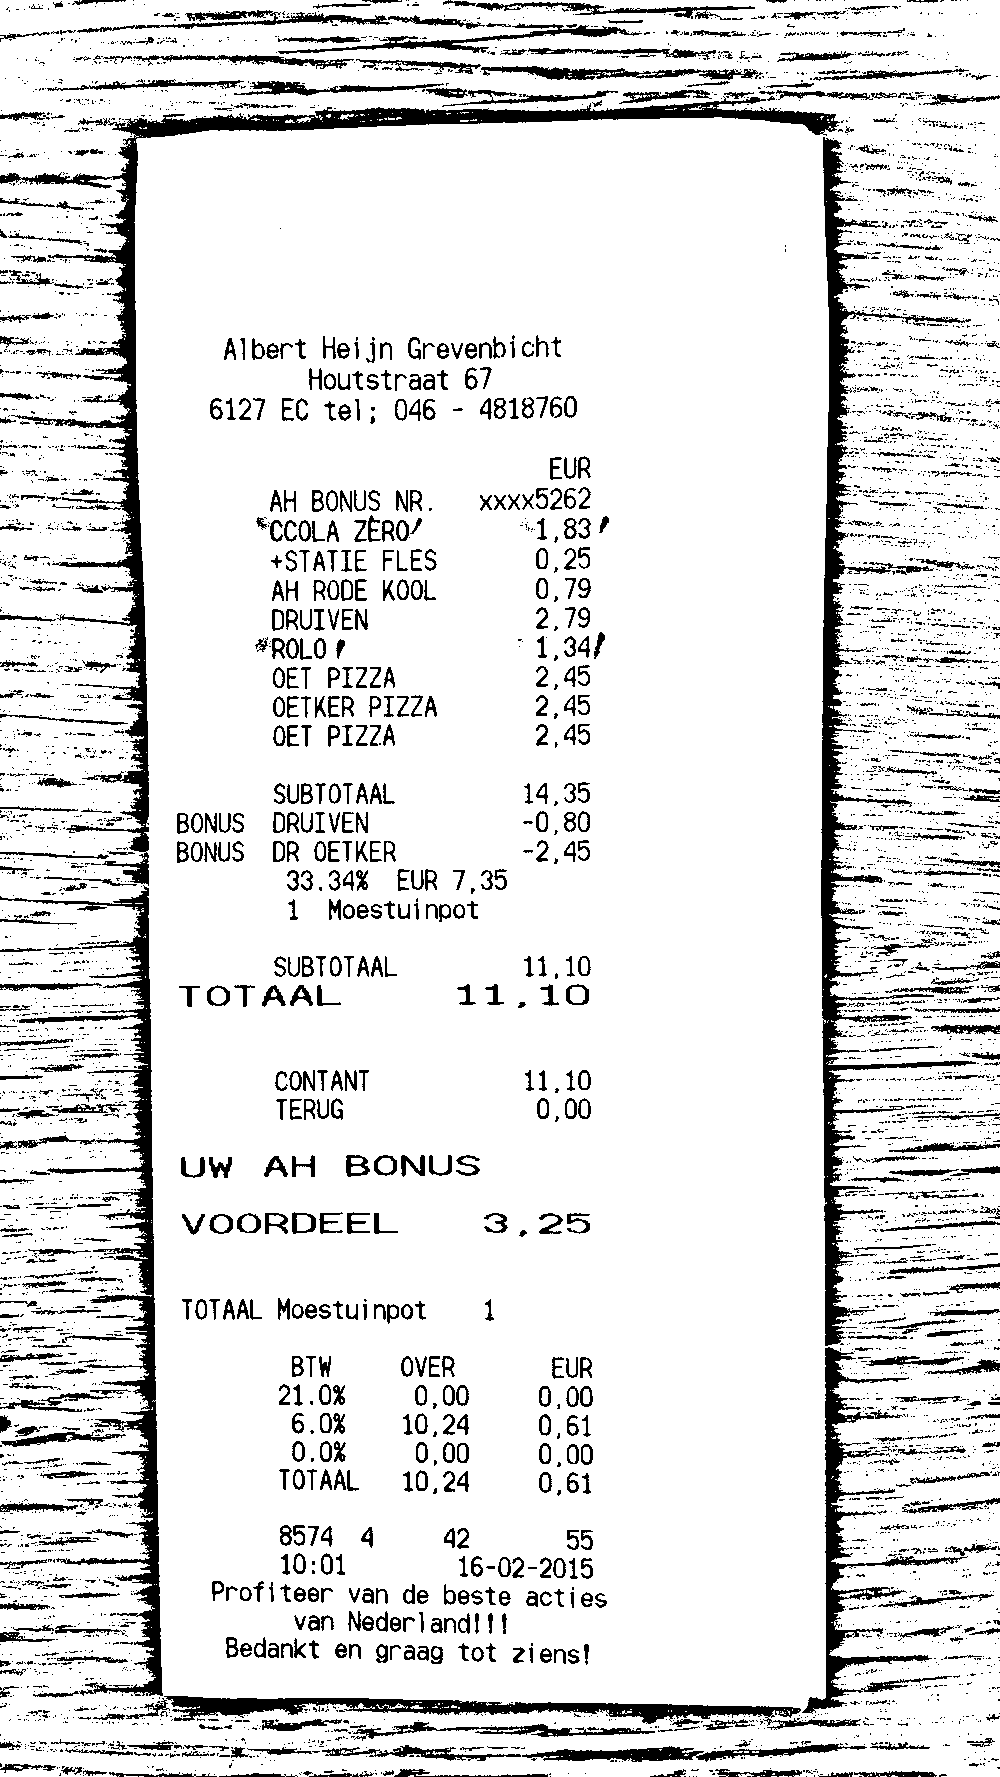 Albert Heijn Grevenbicht
Houtstraat 67
6127 EC tel; 046 - 4818760
EUR
AH BONUS NR. xxxx5262
CCOLA ZERO 1,83
+STATIE FLES 0,25
AH RODE KOOL 0,79
DRUIVEN 2,79
ROLO 1,34
OET PIZZA 2,45
OETKER PIZZA 2,45
OET PIZZA 2,45
SUBTOTAAL 14,35
BONUS DRUIVEN -0,80
BONUS DR OETKER -2,45
33.34% EUR 7,35
1 Moestuinpot
SUBTOTAAL 11,10
TOTAAL 11,10
CONTANT 11,10
TERUG 0,00
UW AH BONUS
VOORDEEL 3,25
TOTAAL Moestuinpot 1
BTW OVER EUR
21.0% 0,00 0,00
6.0% 10,24 0,61
0.0% 0,00 0,00
TOTAAL 10,24 0,61
8574 4 42 55
10:01 16-02-2015
Profiteer van de beste acties
van Nederland!!!
Bedankt en graag tot ziens!